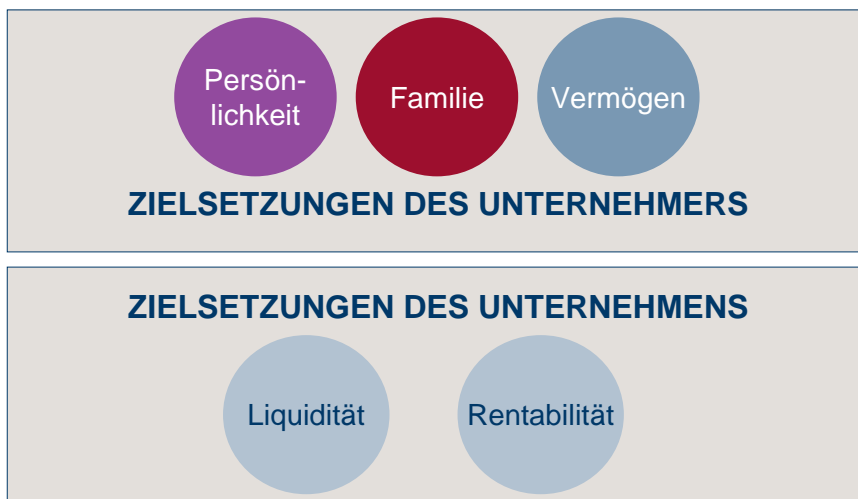 Persön-
lichkeit
Familie
Vermögen
ZIELSETZUNGEN DES UNTERNEHMERS
ZIELSETZUNGEN DES UNTERNEHMENS
Liquidität
Rentabilität